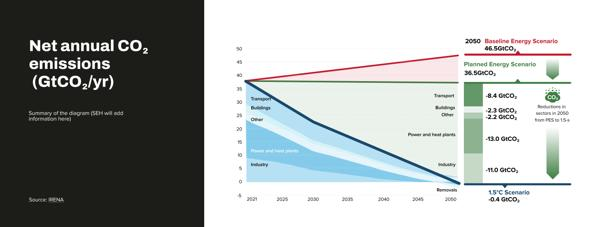 Net annual CO₂
emissions
(GtCO₂/yr)
Summary of the diagram (SEH will add
information here)
Source: IRENA
50
45
40
35
30
25
20
15
10
5
0
-5
2021
2025
2030
2035
2040
2045
2050
Transport
Buildings
Other
Power and heat plants
Industry
Transport
Buildings
Other
Power and heat plants
Industry
Removals
2050 Baseline Energy Scenario
46.5GtCO₂
Planned Energy Scenario
36.5GtCO₂
-8.4 GtCO₂
-2.3 GtCO₂
-2.2 GtCO₂
-13.0 GtCO₂
-11.0 GtCO₂
CO₂
Reductions in
sectors in 2050
from PES to 1.5-s
1.5°C Scenario
-0.4 GtCO₂